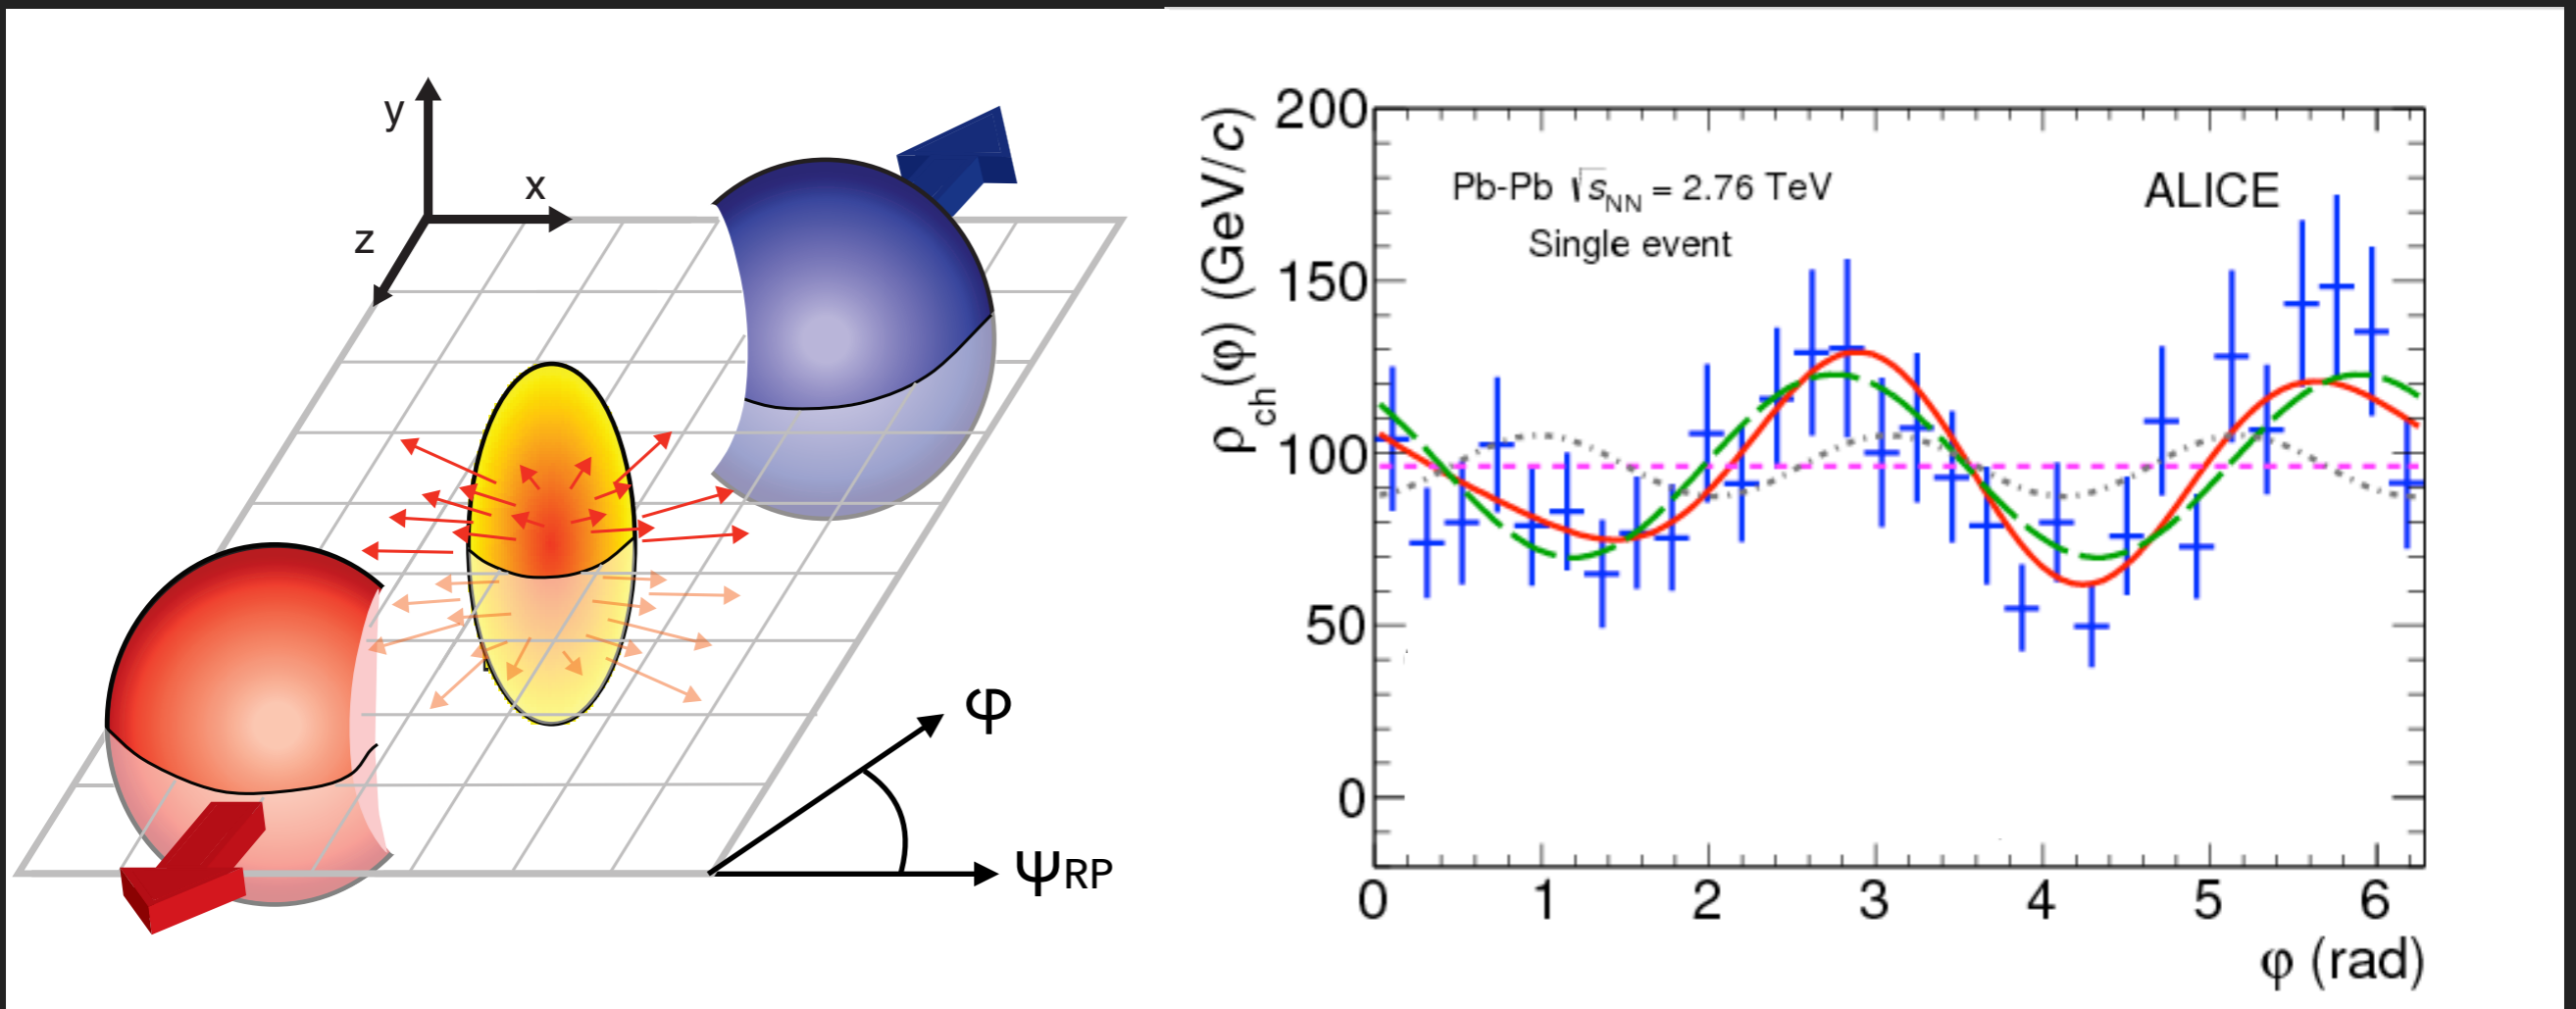 y
x
z
φ
ΨRP
ρch(φ) (GeV/c)
200
150
100
50
0
Pb-Pb √sNN = 2.76 TeV
Single event
ALICE
0 1 2 3 4 5 6
φ (rad)